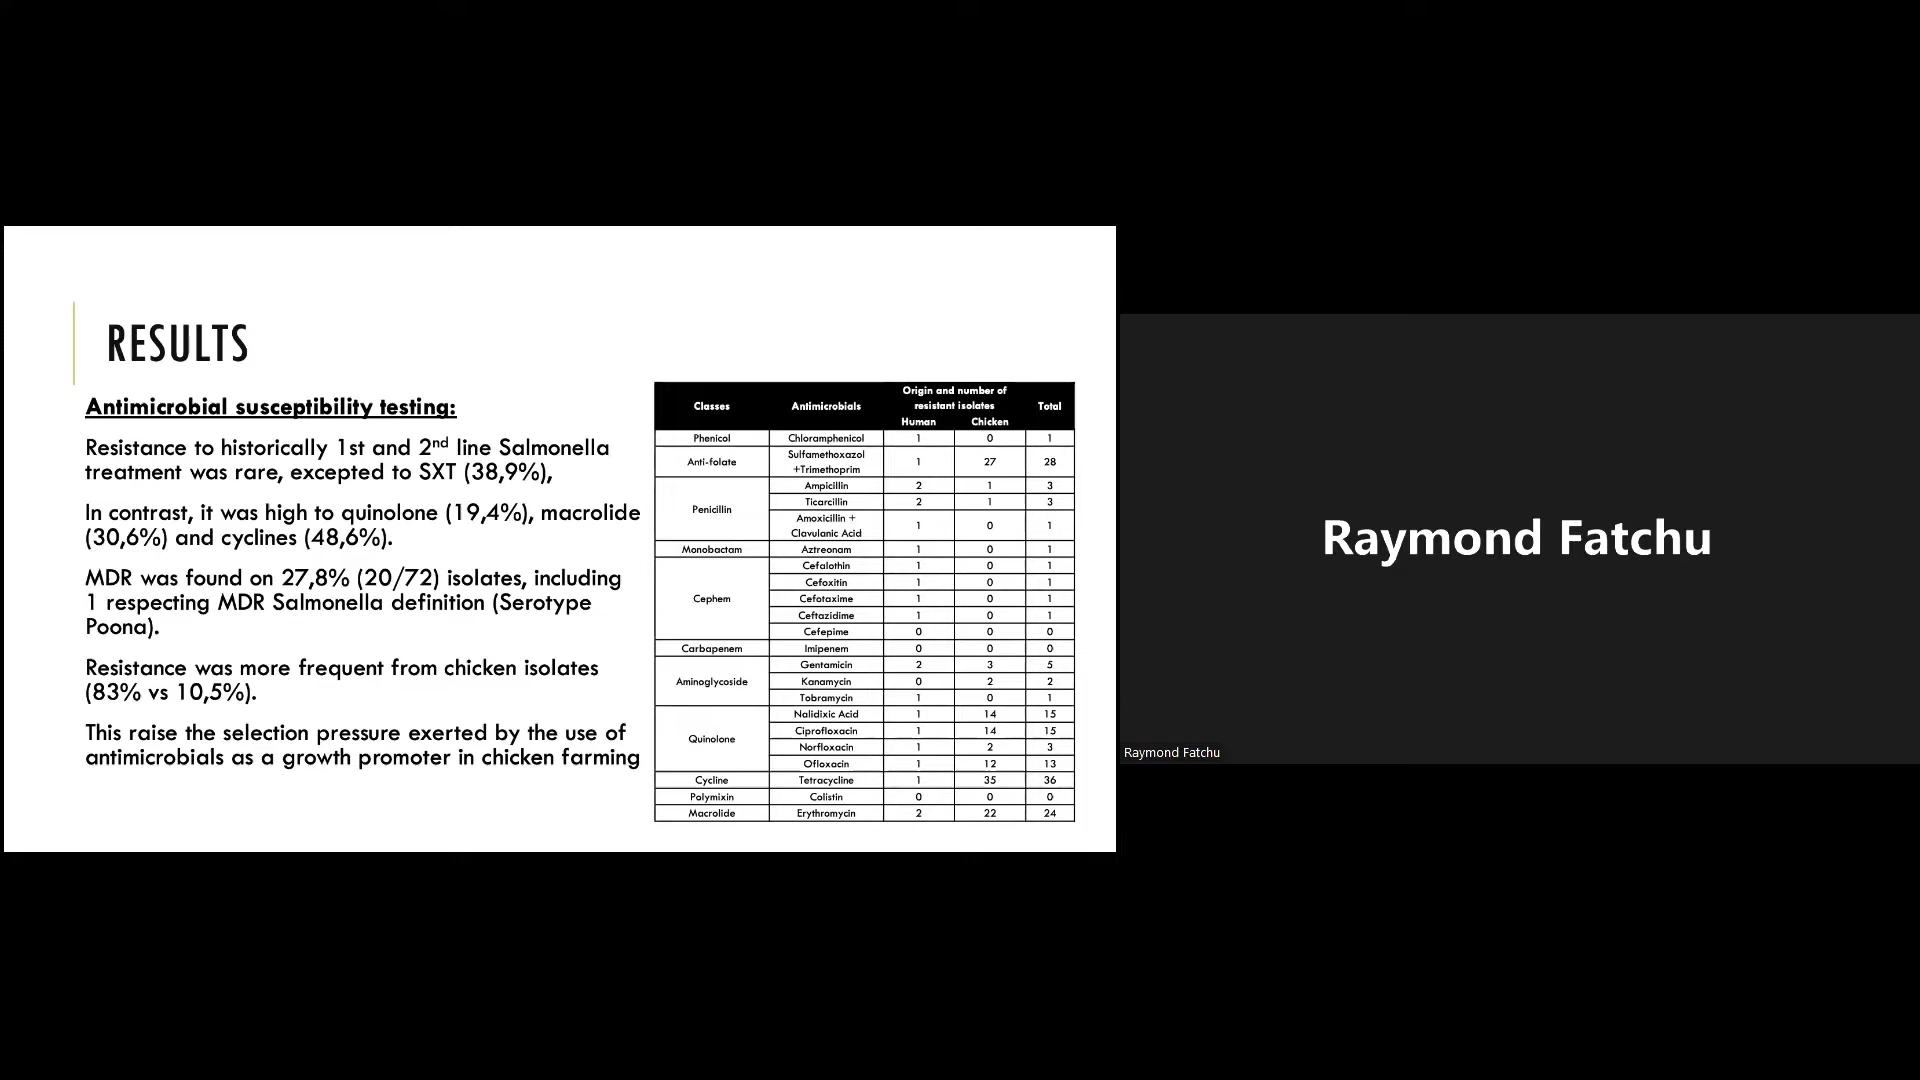 RESULTS
Antimicrobial susceptibility testing:
Resistance to historically 1st and 2nd line Salmonella
treatment was rare, excepted to SXT (38,9%),
In contrast, it was high to quinolone (19,4%), macrolide
(30,6%) and cyclines (48,6%).
MDR was found on 27,8% (20/72) isolates, including
1 respecting MDR Salmonella definition (Serotype
Poona).
Resistance was more frequent from chicken isolates
(83% vs 10,5%).
This raise the selection pressure exerted by the use of
antimicrobials as a growth promoter in chicken farming
Classes Antimicrobials Origin and number of resistant isolates Total
Human Chicken
Phenicol Chloramphenicol 1 0 1
Anti-folate Sulfamethoxazol +Trimethoprim 1 27 28
Penicillin Ampicillin 2 1 3
Ticarcillin 2 1 3
Amoxicillin + Clavulanic Acid 1 0 1
Monobactam Aztreonam 1 0 1
Cephem Cefalothin 1 0 1
Cefoxitin 1 0 1
Cefotaxime 1 0 1
Ceftazidime 1 0 1
Cefepime 0 0 0
Carbapenem Imipenem 0 0 0
Aminoglycoside Gentamicin 2 3 5
Kanamycin 0 2 2
Tobramycin 1 0 1
Quinolone Nalidixic Acid 1 14 15
Ciprofloxacin 1 14 15
Norfloxacin 1 2 3
Ofloxacin 1 12 13
Cycline Tetracycline 1 35 36
Polymixin Colistin 0 0 0
Macrolide Erythromycin 2 22 24
Raymond Fatchu
Raymond Fatchu